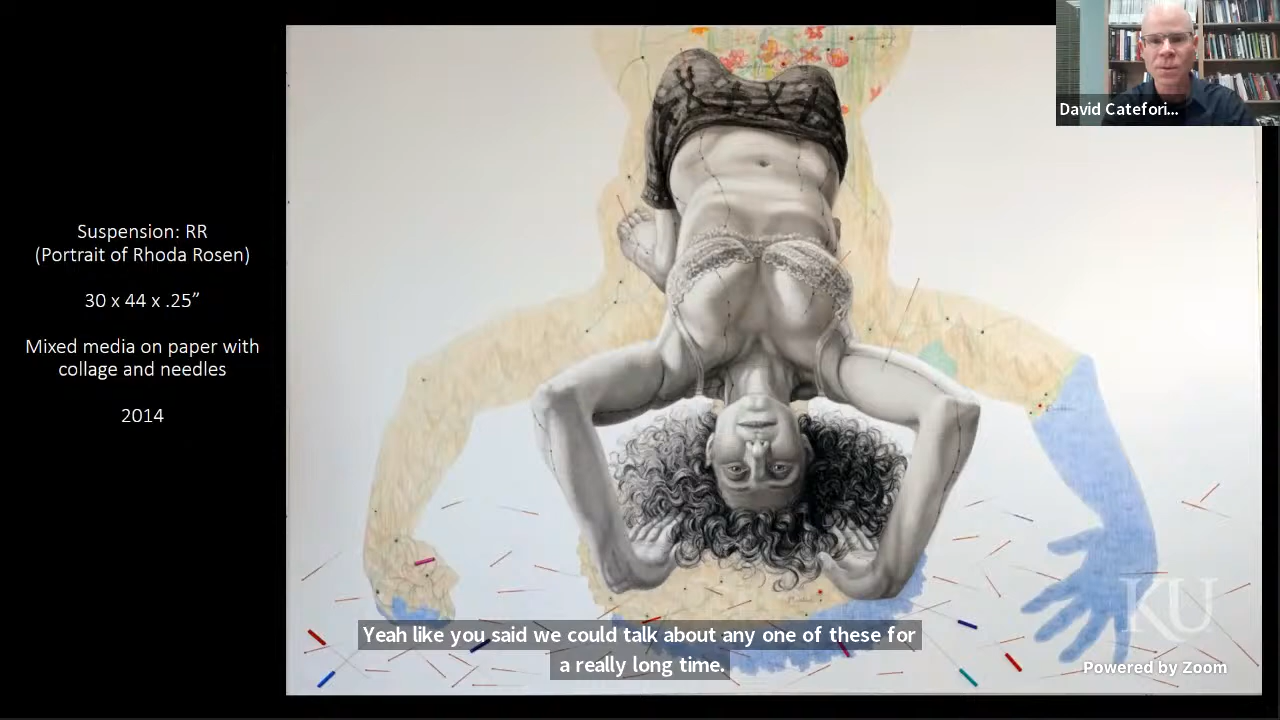 David Catefori...
Suspension: RR
(Portrait of Rhoda Rosen)
30 x 44 x .25”
Mixed media on paper with
collage and needles
2014
KU
Yeah like you said we could talk about any one of these for
a really long time.
Powered by Zoom